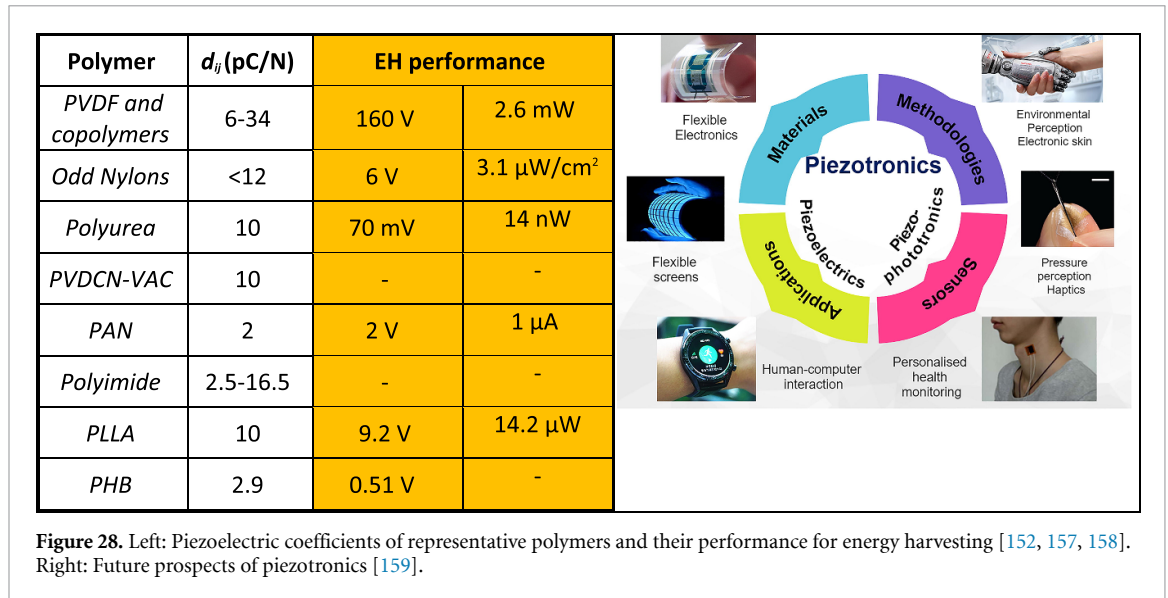 Polymer dij (pC/N) EH performance
PVDF and
copolymers 6-34 160 V 2.6 mW
Odd Nylons <12 6 V 3.1 µW/cm²
Polyurea 10 70 mV 14 nW
PVDCN-VAC 10 - -
PAN 2 2 V 1 µA
Polyimide 2.5-16.5 - -
PLLA 10 9.2 V 14.2 µW
PHB 2.9 0.51 V -
Flexible
Electronics
Materials
Methodologies
Environmental
Perception
Electronic skin
Piezotronics
Piezoelectrics
Piezo-
phototronics
Flexible
screens
Applications
Sensors
Pressure
perception
Haptics
Human-computer
interaction
Personalised
health
monitoring
Figure 28. Left: Piezoelectric coefficients of representative polymers and their performance for energy harvesting [152, 157, 158].
Right: Future prospects of piezotronics [159].